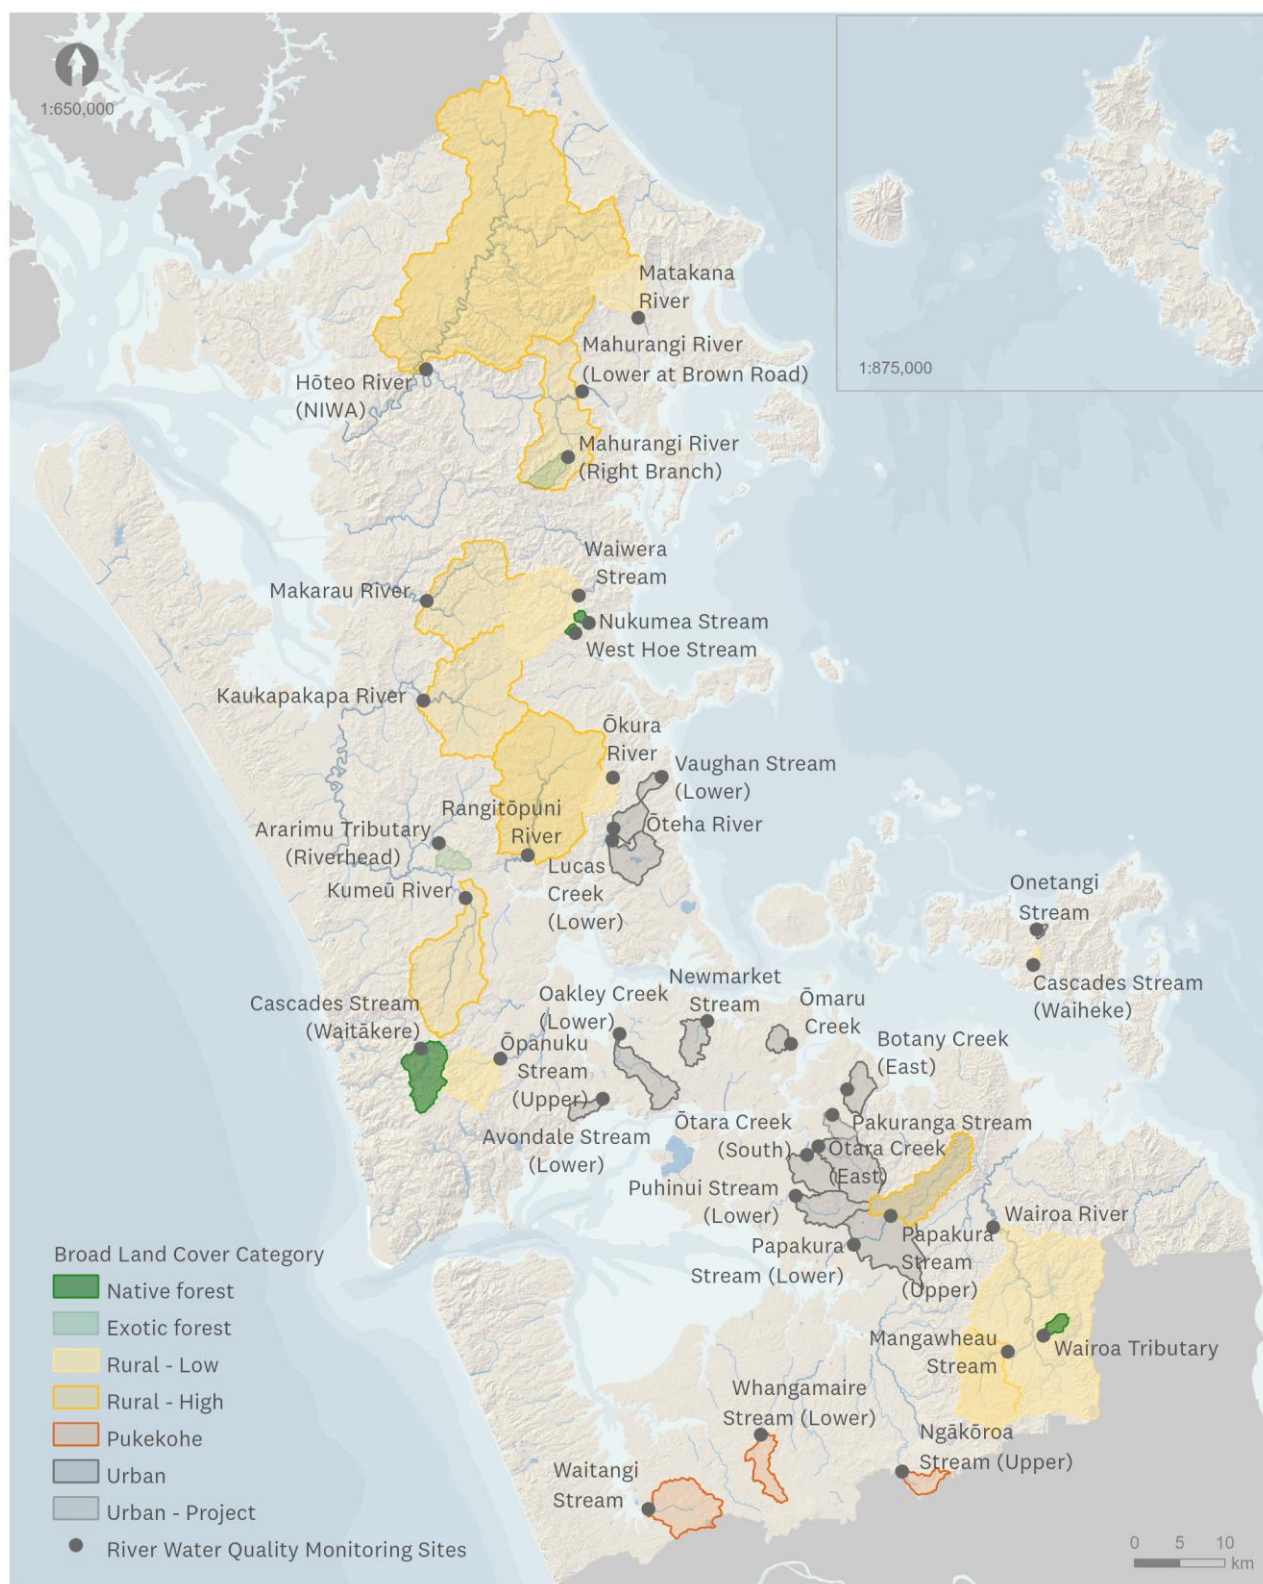 1:650,000
1:875,000
Matakana
River
Mahurangi River
(Lower at Brown Road)
Hōteo River
(NIWA)
Mahurangi River
(Right Branch)
Waiwera
Stream
Makarau River
Nukumea Stream
West Hoe Stream
Kaukapakapa River
Ōkura
River
Vaughan Stream
(Lower)
Rangitōpuni
River
Ōteha River
Ararimu Tributary
(Riverhead)
Lucas
Creek
(Lower)
Kumeū River
Onetangi
Stream
Cascades Stream
(Waiheke)
Newmarket
Stream
Oakley Creek
(Lower)
Ōmaru
Creek
Cascades Stream
(Waitākere)
Ōpanuku
Stream
(Upper)
Botany Creek
(East)
Avondale Stream
(Lower)
Pakuranga Stream
Ōtara Creek
(South)
Ōtara Creek
(East)
Puhinui Stream
(Lower)
Wairoa River
Papakura
Stream
(Upper)
Papakura
Stream (Lower)
Mangawheau
Stream
Wairoa Tributary
Whangamaire
Stream (Lower)
Ngākōroa
Stream (Upper)
Waitangi
Stream
Broad Land Cover Category
Native forest
Exotic forest
Rural - Low
Rural - High
Pukekohe
Urban
Urban - Project
River Water Quality Monitoring Sites
0 5 10
km